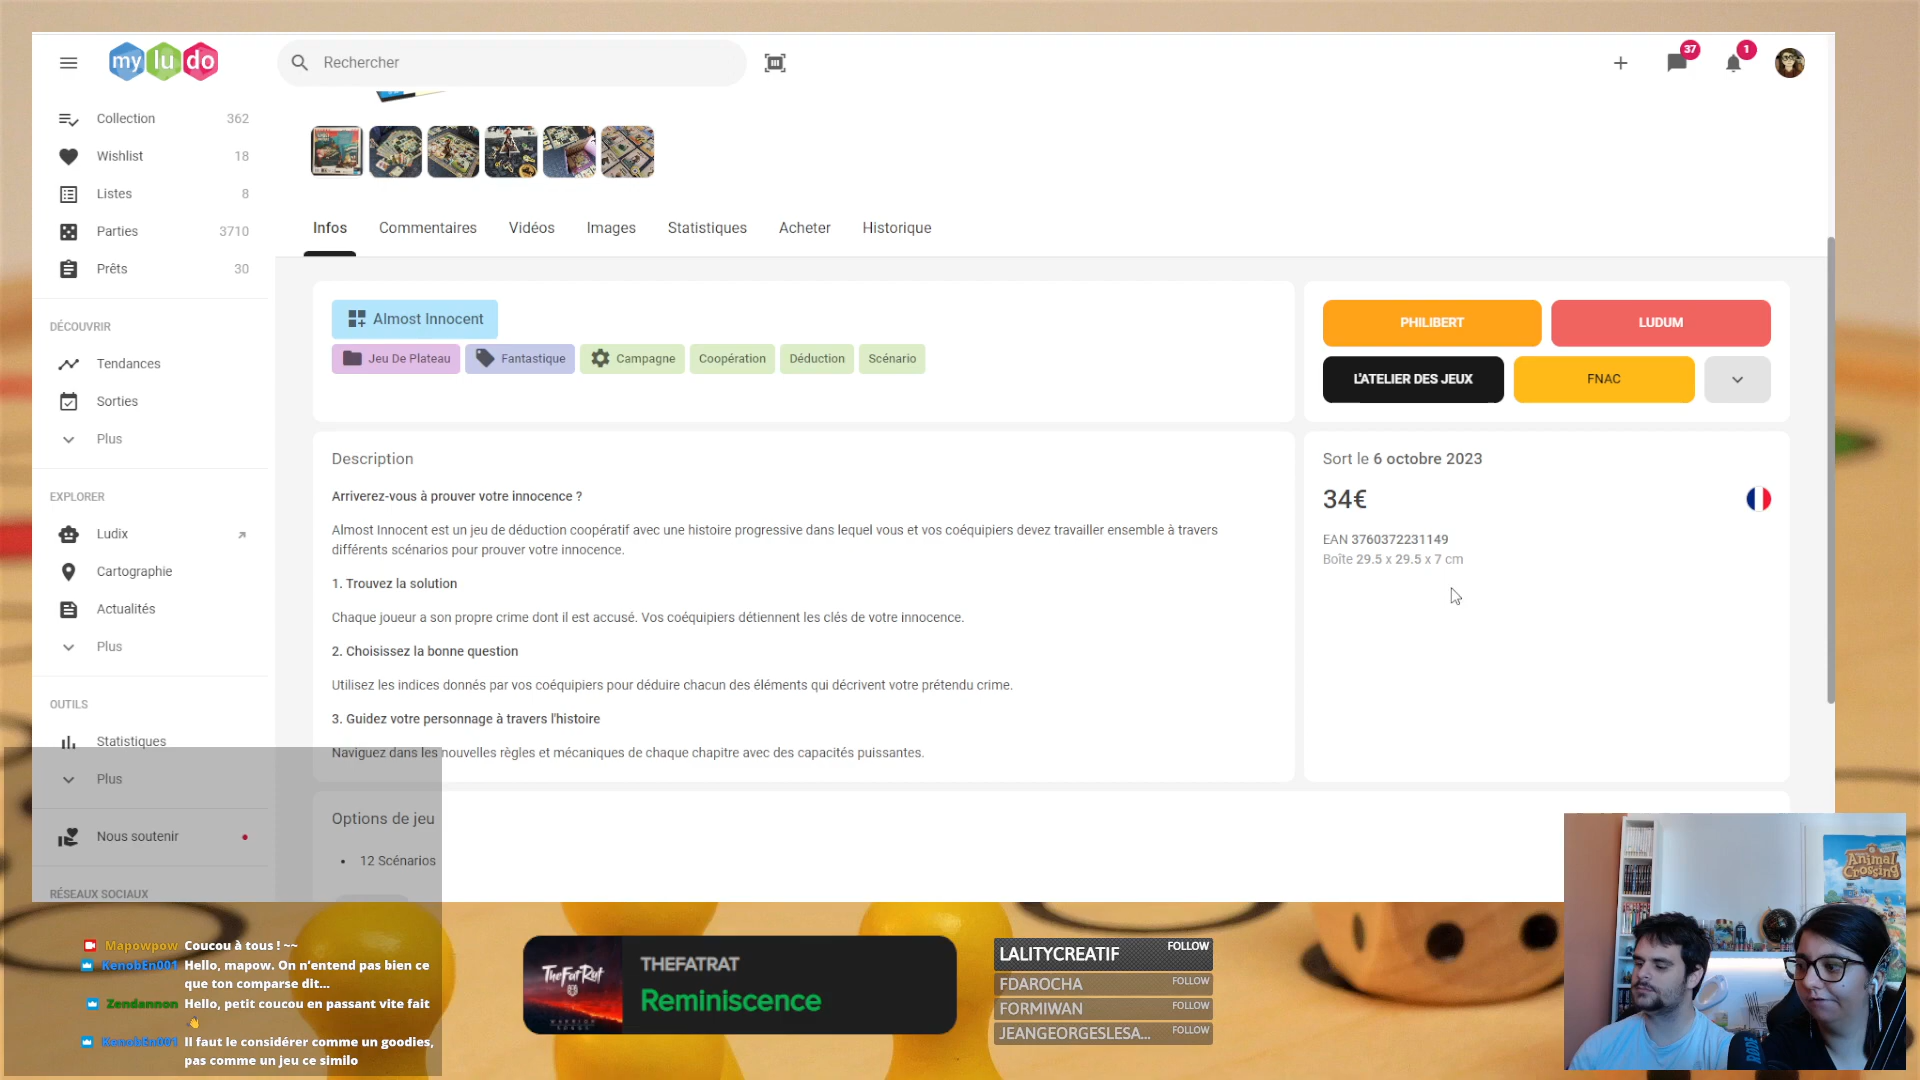 my lu do
Rechercher
37
1
Collection 362
Wishlist 18
Listes 8
Parties 3710
Prêts 30
DÉCOUVRIR
Tendances
Sorties
Plus
EXPLORER
Ludix
Cartographie
Actualités
Plus
OUTILS
Statistiques
Plus
Nous soutenir
RÉSEAUX SOCIAUX
Infos Commentaires Vidéos Images Statistiques Acheter Historique
Almost Innocent
Jeu De Plateau Fantastique Campagne Coopération Déduction Scénario
PHILIBERT LUDUM
L'ATELIER DES JEUX FNAC
Description
Arriverez-vous à prouver votre innocence ?
Almost Innocent est un jeu de déduction coopératif avec une histoire progressive dans lequel vous et vos coéquipiers devez travailler ensemble à travers
différents scénarios pour prouver votre innocence.
1. Trouvez la solution
Chaque joueur a son propre crime dont il est accusé. Vos coéquipiers détiennent les clés de votre innocence.
2. Choisissez la bonne question
Utilisez les indices donnés par vos coéquipiers pour déduire chacun des éléments qui décrivent votre prétendu crime.
3. Guidez votre personnage à travers l'histoire
Naviguez dans les nouvelles règles et mécaniques de chaque chapitre avec des capacités puissantes.
Sort le 6 octobre 2023
34€
EAN 3760372231149
Boîte 29.5 x 29.5 x 7 cm
Options de jeu
12 Scénarios
Mapowpow Coucou à tous ! ~~
KenobEn001 Hello, mapow. On n'entend pas bien ce
que ton comparse dit...
Zendannon Hello, petit coucou en passant vite fait
KenobEn001 Il faut le considérer comme un goodies,
pas comme un jeu ce similo
TheFatRat
THEFATRAT
Reminiscence
LALITYCREATIF FOLLOW
FDAROCHA FOLLOW
FORMIWAN FOLLOW
JEANGEORGESLESA... FOLLOW
Animal
Crossing
RODE